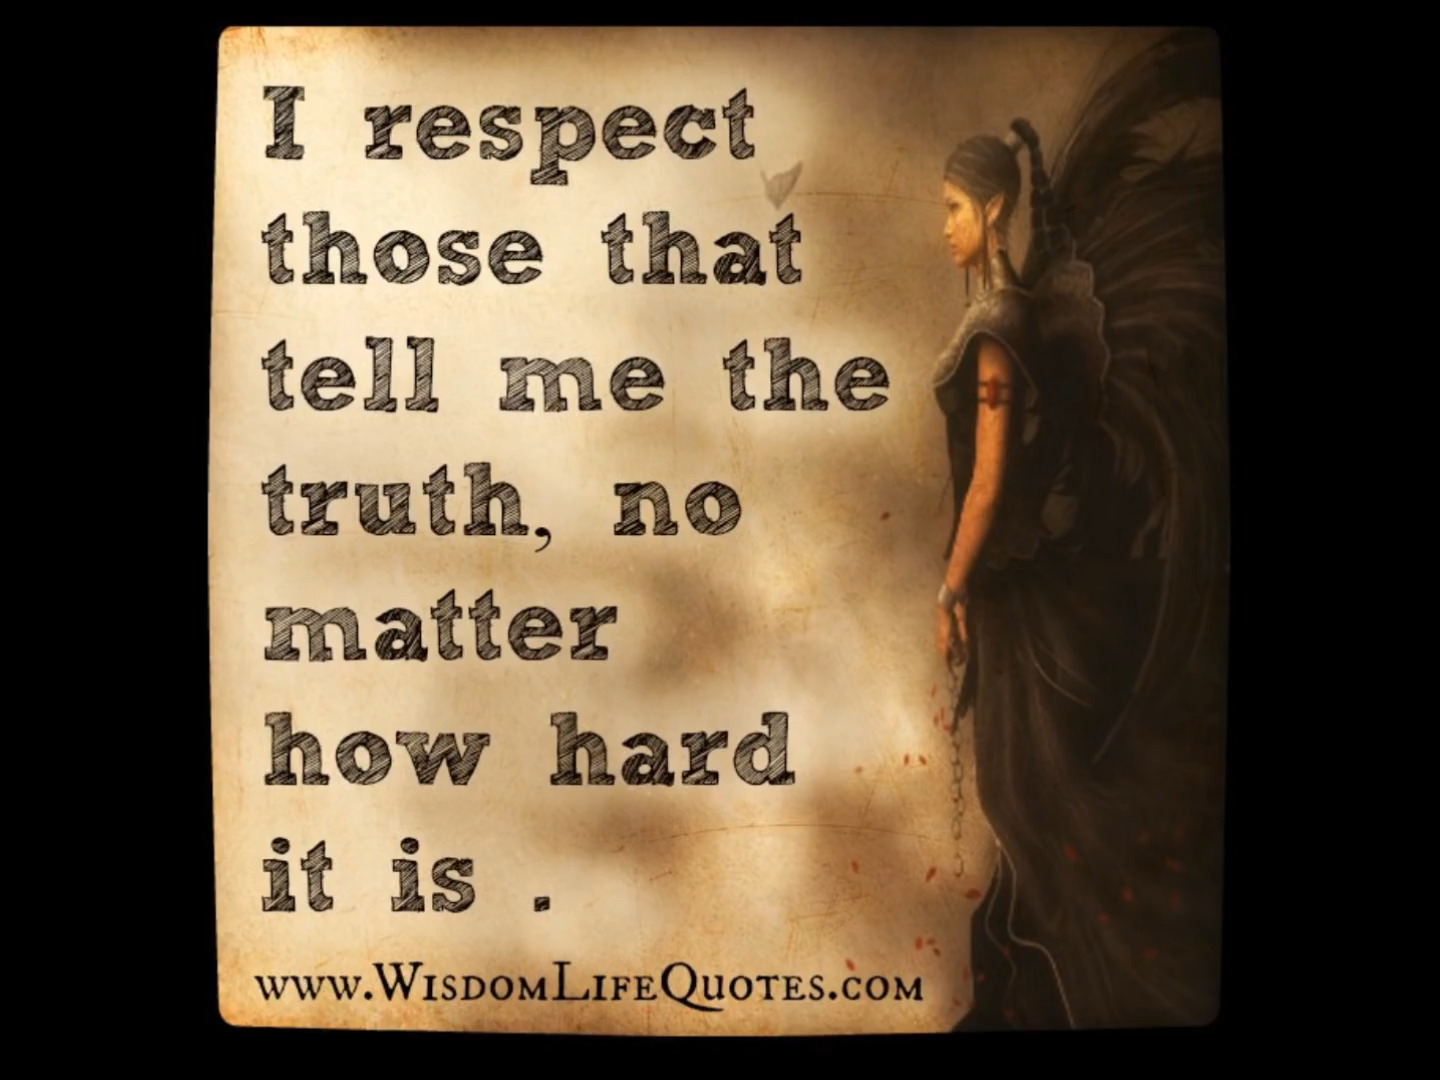 I respect
those that
tell me the
truth, no
matter
how hard
it is .
www.WisdomLifeQuotes.com